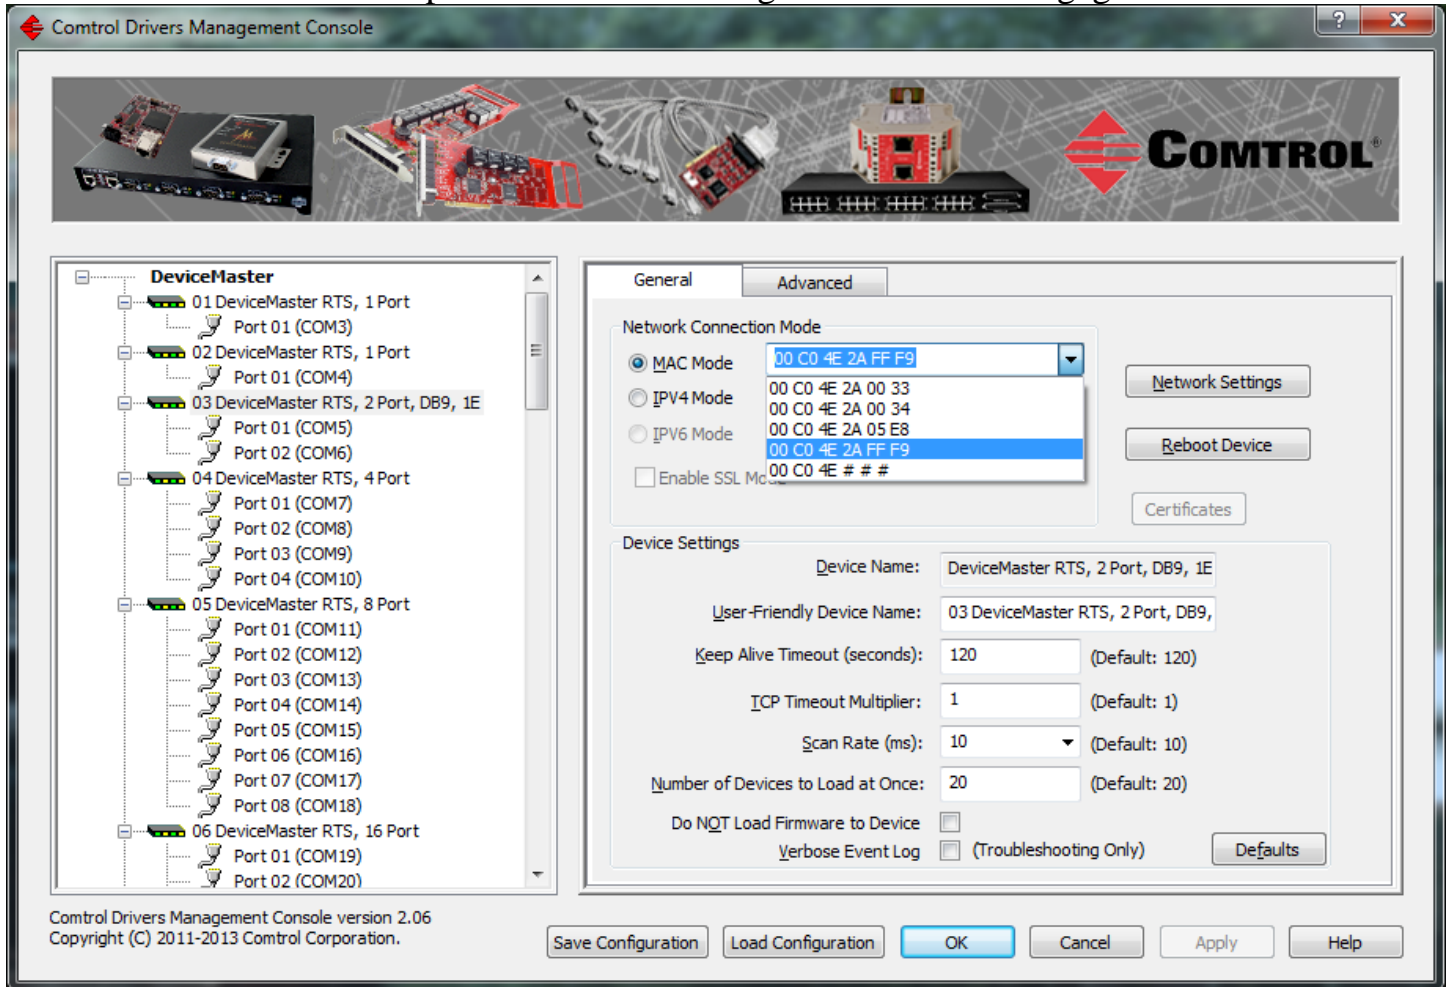 Comtrol Drivers Management Console
?
X
COMTROL®
DeviceMaster
01 DeviceMaster RTS, 1 Port
Port 01 (COM3)
02 DeviceMaster RTS, 1 Port
Port 01 (COM4)
03 DeviceMaster RTS, 2 Port, DB9, 1E
Port 01 (COM5)
Port 02 (COM6)
04 DeviceMaster RTS, 4 Port
Port 01 (COM7)
Port 02 (COM8)
Port 03 (COM9)
Port 04 (COM10)
05 DeviceMaster RTS, 8 Port
Port 01 (COM11)
Port 02 (COM12)
Port 03 (COM13)
Port 04 (COM14)
Port 05 (COM15)
Port 06 (COM16)
Port 07 (COM17)
Port 08 (COM18)
06 DeviceMaster RTS, 16 Port
Port 01 (COM19)
Port 02 (COM20)
General
Advanced
Network Connection Mode
MAC Mode 00 C0 4E 2A FF F9
00 C0 4E 2A 00 33
IPV4 Mode
00 C0 4E 2A 00 34
00 C0 4E 2A 05 E8
IPV6 Mode
00 C0 4E 2A FF F9
00 C0 4E # # #
Enable SSL
Network Settings
Reboot Device
Certificates
Device Settings
Device Name: DeviceMaster RTS, 2 Port, DB9, 1E
User-Friendly Device Name: 03 DeviceMaster RTS, 2 Port, DB9,
Keep Alive Timeout (seconds): 120 (Default: 120)
TCP Timeout Multiplier: 1 (Default: 1)
Scan Rate (ms): 10 (Default: 10)
Number of Devices to Load at Once: 20 (Default: 20)
Do NOT Load Firmware to Device
Verbose Event Log (Troubleshooting Only)
Defaults
Comtrol Drivers Management Console version 2.06
Copyright (C) 2011-2013 Comtrol Corporation.
Save Configuration
Load Configuration
OK
Cancel
Apply
Help